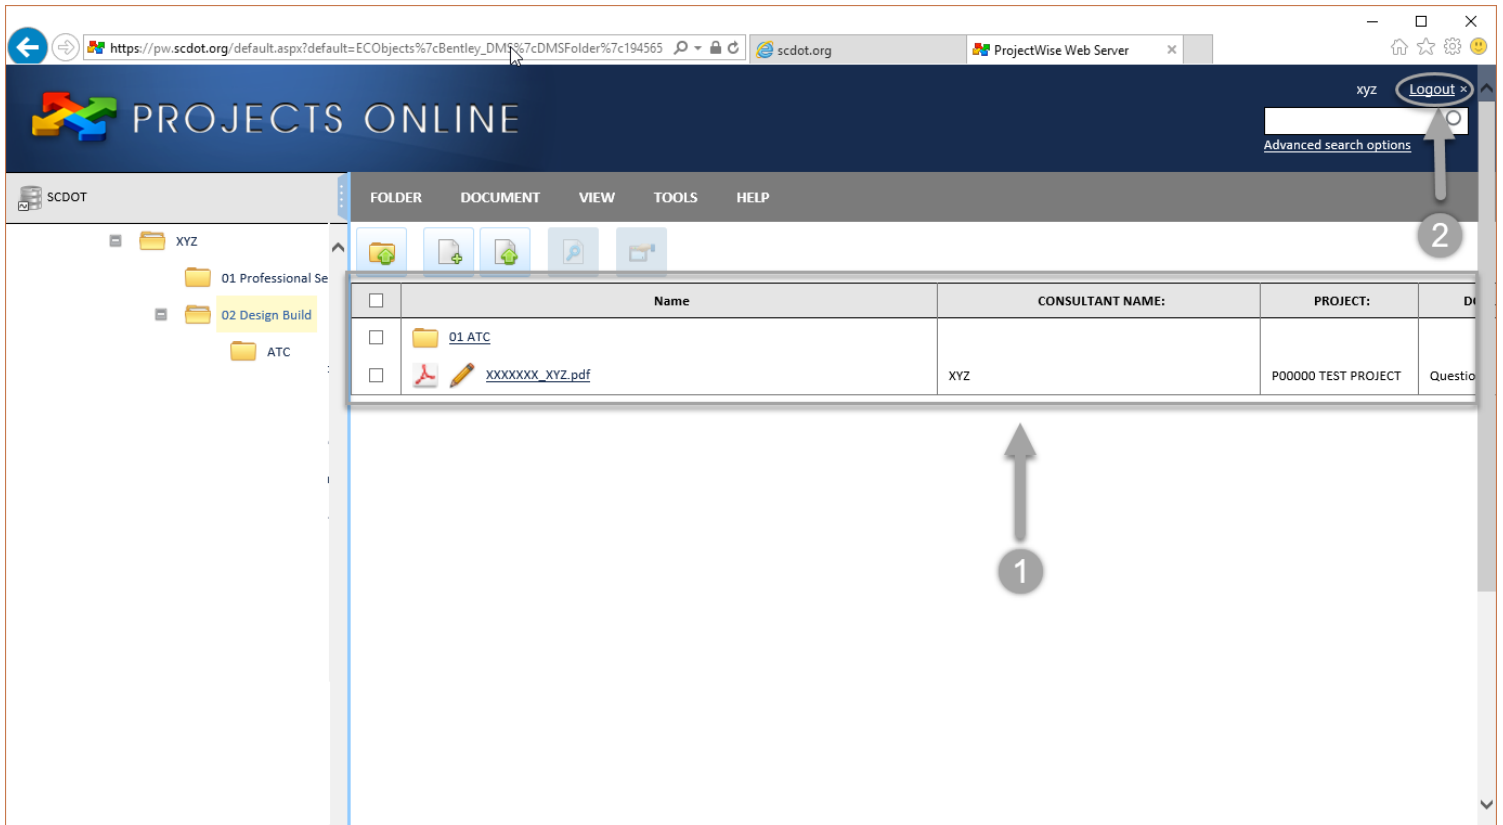 https://pw.scdot.org/default.aspx?default=ECObjects%7cBentley_DMS%7cDMSFolder%7c194565
scdot.org
ProjectWise Web Server
PROJECTS ONLINE
xyz
Logout ×
Advanced search options
SCDOT
FOLDER DOCUMENT VIEW TOOLS HELP
2
XYZ
01 Professional Se
02 Design Build
ATC
Name CONSULTANT NAME: PROJECT:
01 ATC
XXXXXXX_XYZ.pdf XYZ P00000 TEST PROJECT Questio
1